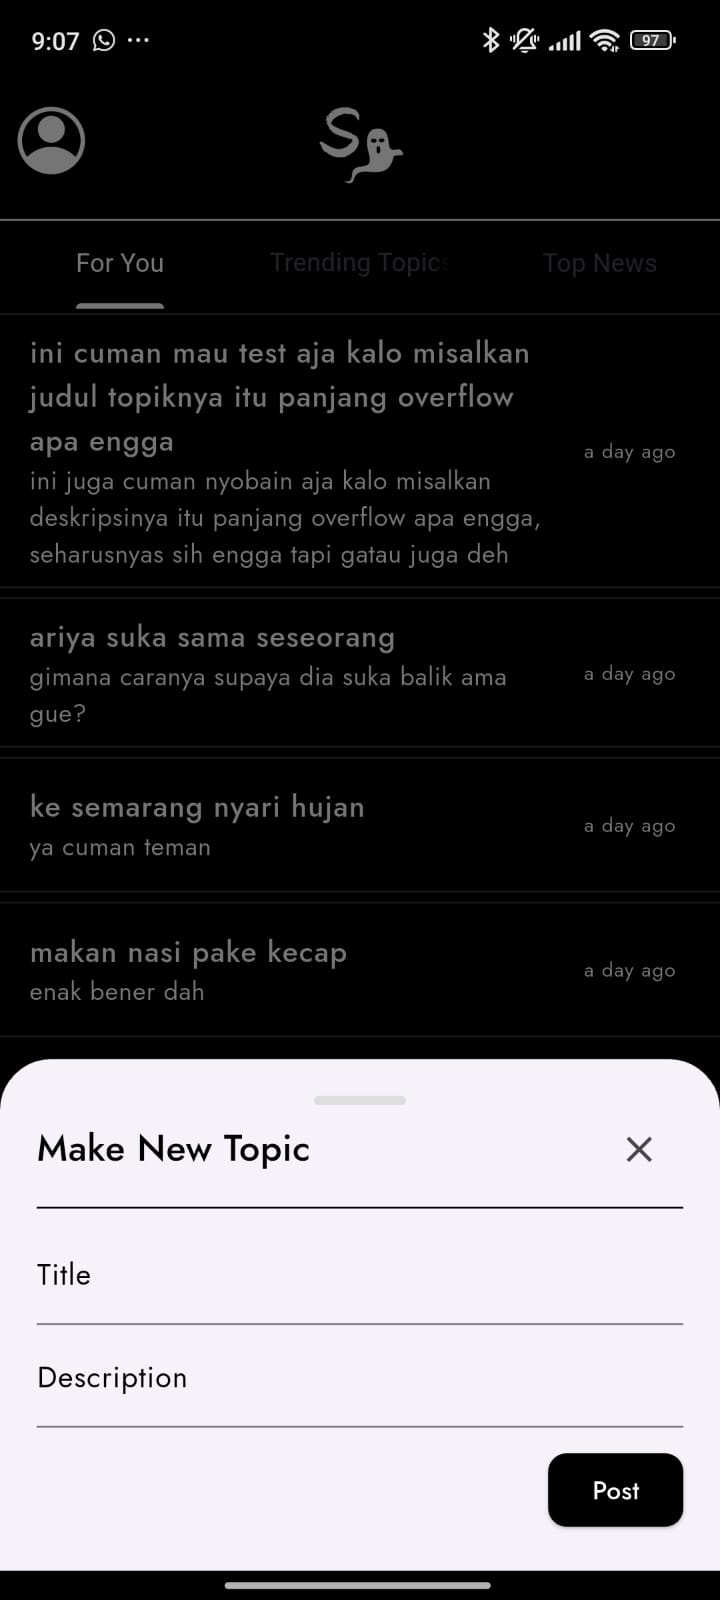 9:07
97
S
For You
Trending Topics
Top News
ini cuman mau test aja kalo misalkan
judul topiknya itu panjang overflow
apa engga
a day ago
ini juga cuman nyobain aja kalo misalkan
deskripsinya itu panjang overflow apa engga,
seharusnyas sih engga tapi gatau juga deh
ariya suka sama seseorang
gimana caranya supaya dia suka balik ama
gue?
a day ago
ke semarang nyari hujan
ya cuman teman
a day ago
makan nasi pake kecap
enak bener dah
a day ago
Make New Topic
Title
Description
Post